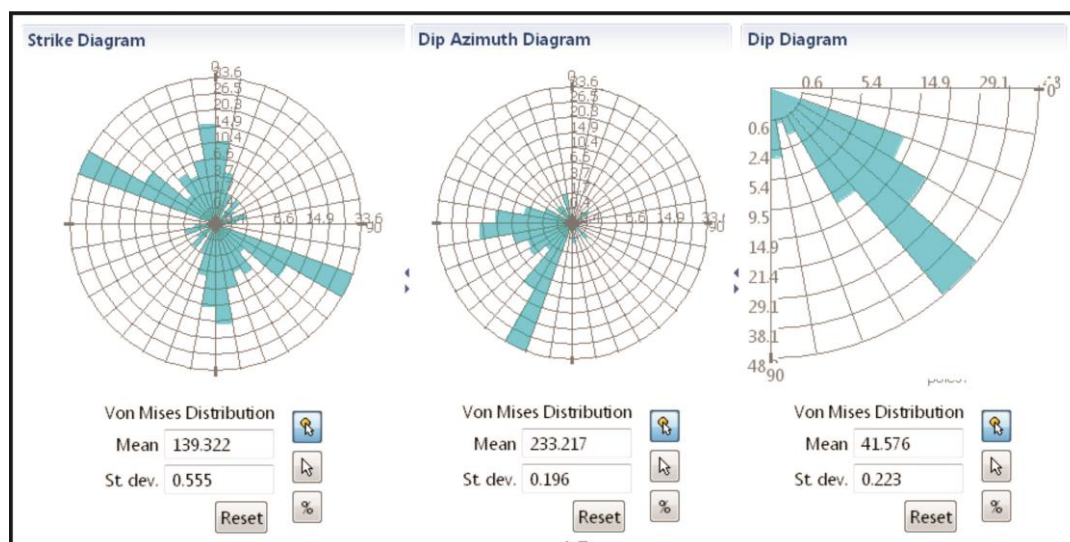 Strike Diagram
0
33.6
26.5
20.3
14.9
10.4
6.6
5.6 14.9 33.6
90
Von Mises Distribution
Mean 139.322
St. dev. 0.555
Reset
%
Dip Azimuth Diagram
0
33.6
26.5
20.3
14.9
10.4
6.6
5.6 14.9 33.6
90
Von Mises Distribution
Mean 233.217
St. dev. 0.196
Reset
%
Dip Diagram
0.6 5.4 14.9 29.1
0
0.6
2.4
5.4
9.5
14.9
21.4
29.1
38.1
90
Von Mises Distribution
Mean 41.576
St. dev. 0.223
Reset
%